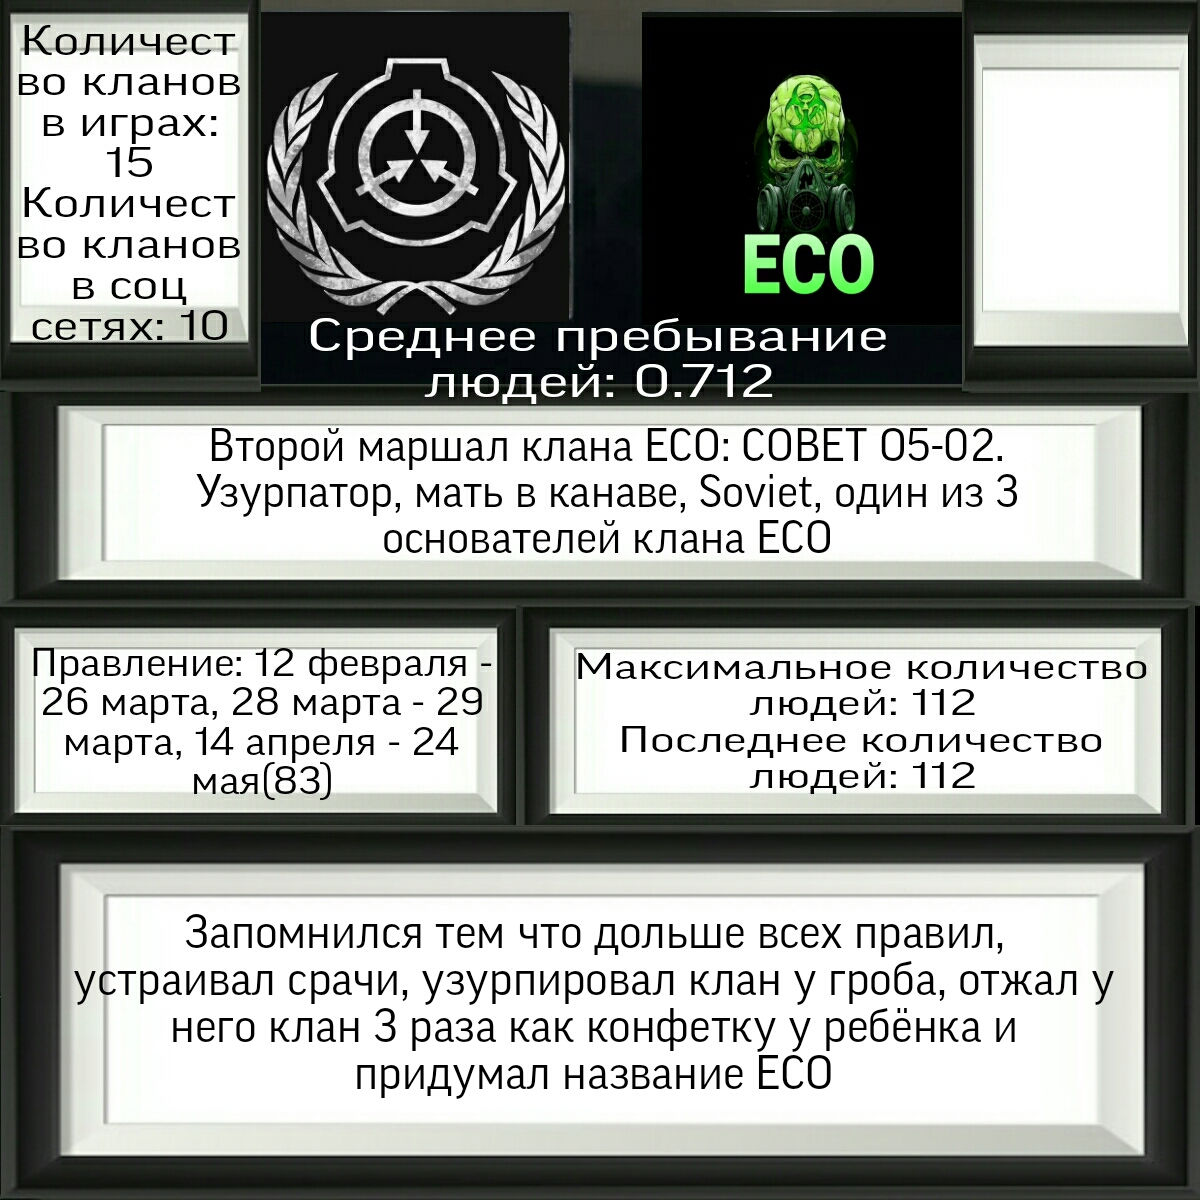 Количест
во кланов
в играх:
15
Количест
во кланов
в соц
сетях: 10
ECO
Среднее пребывание
людей: 0.712
Второй маршал клана ECO: СОВЕТ О5-02.
Узурпатор, мать в канаве, Soviet, один из 3
основателей клана ECO
Правление: 12 февраля -
26 марта, 28 марта - 29
марта, 14 апреля - 24
мая(83)
Максимальное количество
людей: 112
Последнее количество
людей: 112
Запомнился тем что дольше всех правил,
устраивал срачи, узурпировал клан у гроба, отжал у
него клан 3 раза как конфетку у ребёнка и
придумал название ECO